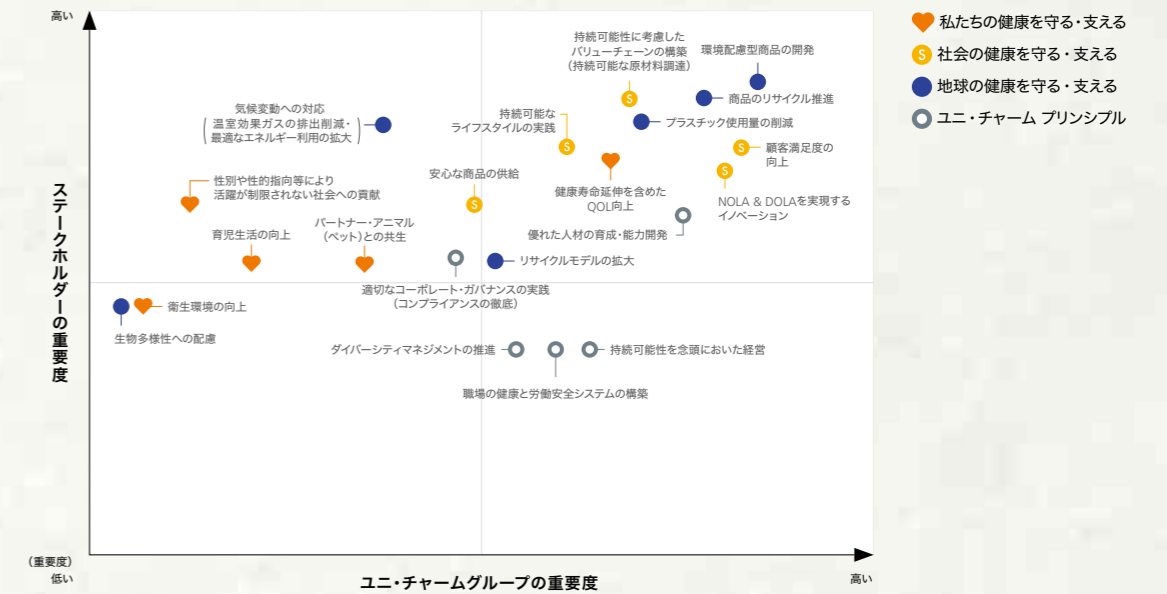 高い
ステークホルダーの重要度
(重要度)
低い
ユニ・チャームグループの重要度
高い
持続可能性に考慮した
バリューチェーンの構築
(持続可能な原材料調達)
環境配慮型商品の開発
商品のリサイクル推進
プラスチック使用量の削減
気候変動への対応
(温室効果ガスの排出削減・
最適なエネルギー利用の拡大)
持続可能な
ライフスタイルの実践
顧客満足度の
向上
安心な商品の供給
性別や性的指向等により
活躍が制限されない社会への貢献
健康寿命延伸を含めた
QOL向上
NOLA & DOLAを実現する
イノベーション
パートナー・アニマル
(ペット)との共生
育児生活の向上
優れた人材の育成・能力開発
リサイクルモデルの拡大
適切なコーポレート・ガバナンスの実践
(コンプライアンスの徹底)
衛生環境の向上
生物多様性への配慮
ダイバーシティマネジメントの推進
持続可能性を念頭においた経営
職場の健康と労働安全システムの構築
私たちの健康を守る・支える
S 社会の健康を守る・支える
地球の健康を守る・支える
ユニ・チャーム プリンシプル
S
S
S
S
S